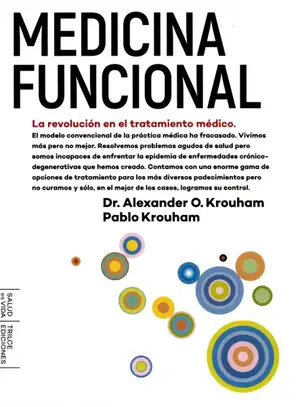 MEDICINA
FUNCIONAL
La revolución en el tratamiento médico.
El modelo convencional de la práctica médica ha fracasado. Vivimos
más pero no mejor. Resolvemos problemas agudos de salud pero
somos incapaces de enfrentar la epidemia de enfermedades crónico-
degenerativas que hemos creado. Contamos con una enorme gama de
opciones de tratamiento para los más diversos padecimientos pero
no curamos y sólo, en el mejor de los casos, logramos su control.
Dr. Alexander O. Krouham
Pablo Krouham
SALUD
es VIDA
TRILCE
EDICIONES